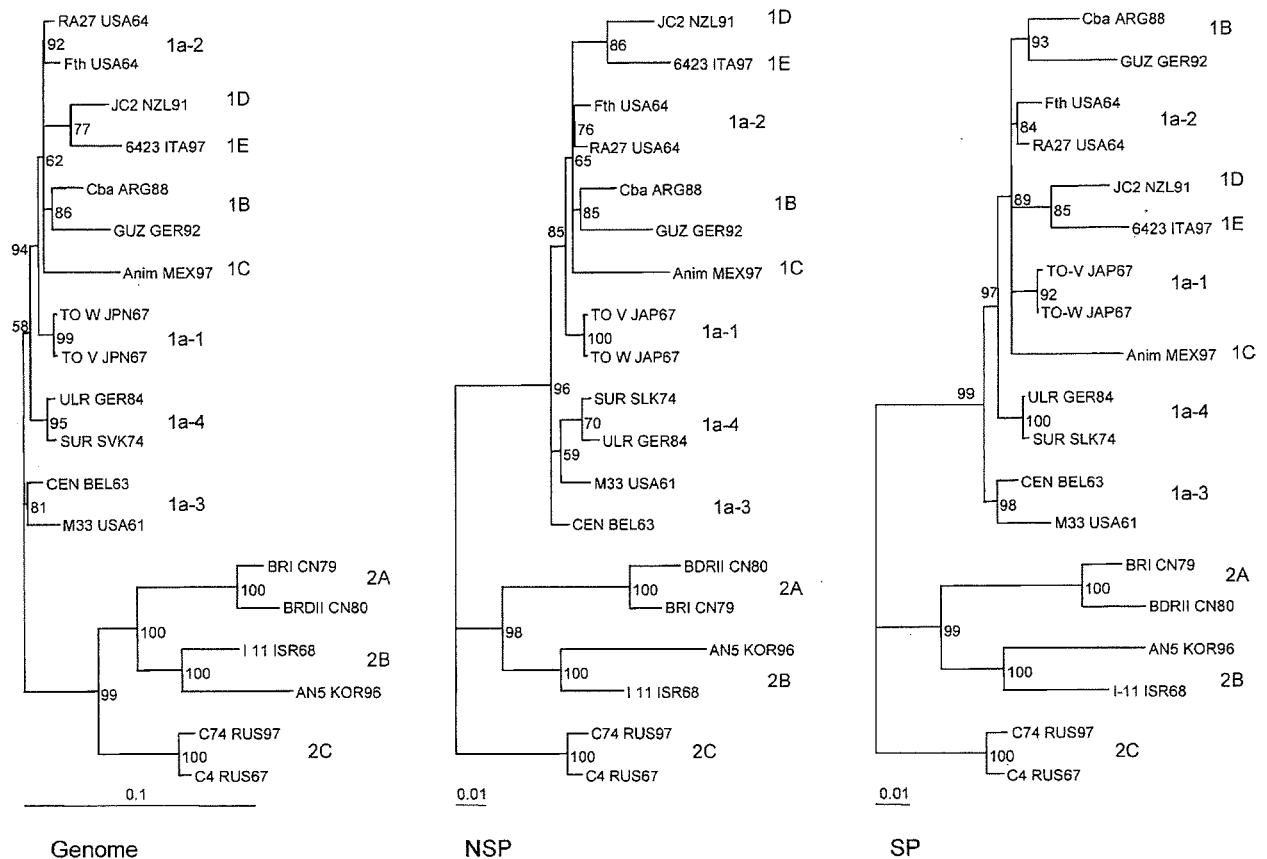 RA27 USA64
92
1a-2
Fth USA64
JC2 NZL91
1D
77
6423 ITA97
1E
62
Cba ARG88
86
1B
GUZ GER92
94
Anim MEX97
1C
TO W JPN67
58
99
1a-1
TO V JPN67
ULR GER84
95
1a-4
SUR SVK74
CEN BEL63
81
1a-3
M33 USA61
BRI CN79
2A
100
BRDII CN80
100
I 11 ISR68
2B
100
AN5 KOR96
99
C74 RUS97
100
2C
C4 RUS67
0.1
Genome
JC2 NZL91
1D
86
6423 ITA97
1E
Fth USA64
76
1a-2
RA27 USA64
65
Cba ARG88
85
1B
GUZ GER92
85
Anim MEX97
1C
TO V JAP67
100
1a-1
TO W JAP67
96
SUR SLK74
70
1a-4
ULR GER84
59
M33 USA61
1a-3
CEN BEL63
BDRII CN80
100
2A
BRI CN79
98
AN5 KOR96
100
2B
I 11 ISR68
C74 RUS97
100
2C
C4 RUS67
0.01
NSP
Cba ARG88
1B
93
GUZ GER92
Fth USA64
84
1a-2
RA27 USA64
JC2 NZL91
1D
89
85
6423 ITA97
1E
TO-V JAP67
1a-1
97
92
TO-W JAP67
Anim MEX97
1C
99
ULR GER84
100
1a-4
SUR SLK74
CEN BEL63
98
1a-3
M33 USA61
BRI CN79
100
2A
BDRII CN80
99
AN5 KOR96
100
2B
I-11 ISR68
C74 RUS97
100
2C
C4 RUS67
0.01
SP